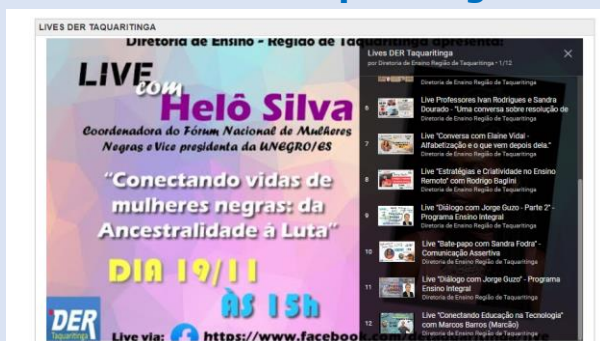 LIVES DER TAQUARITINGA
Diretoria de Ensino - Região de Taquaritinga apresenta:
LIVE
com
Helô Silva
Coordenadora do Fórum Nacional de Mulheres
Negras e Vice presidenta da UNEGRO/ES
"Conectando vidas de
mulheres negras: da
Ancestralidade à Luta"
DIA 19/11
ÀS 15h
DER
Taquaritinga
Live via: https://www.facebook
Lives DER Taquaritinga
por Diretoria de Ensino Região de Taquaritinga • 1/12
Diretoria de Ensino Região de Taquaritinga
6 Live Professores Ivan Rodrigues e Sandra
Dourado - "Uma conversa sobre resolução de
Diretoria de Ensino Região de Taquaritinga
7 Live "Conversa com Elaine Vidal -
Alfabetização e o que vem depois dela."
Diretoria de Ensino Região de Taquaritinga
8 Live "Estratégias e Criatividade no Ensino
Remoto" com Rodrigo Baglini
Diretoria de Ensino Região de Taquaritinga
9 Live "Diálogo com Jorge Guzo - Parte 2" -
Programa Ensino Integral
Diretoria de Ensino Região de Taquaritinga
10 Live "Bate-papo com Sandra Fodra" -
Comunicação Assertiva
Diretoria de Ensino Região de Taquaritinga
11 Live "Diálogo com Jorge Guzo" - Programa
Ensino Integral
Diretoria de Ensino Região de Taquaritinga
12 Live "Conectando Educação na Tecnologia"
com Marcos Barros (Marcão)
Diretoria de Ensino Região de Taquaritinga